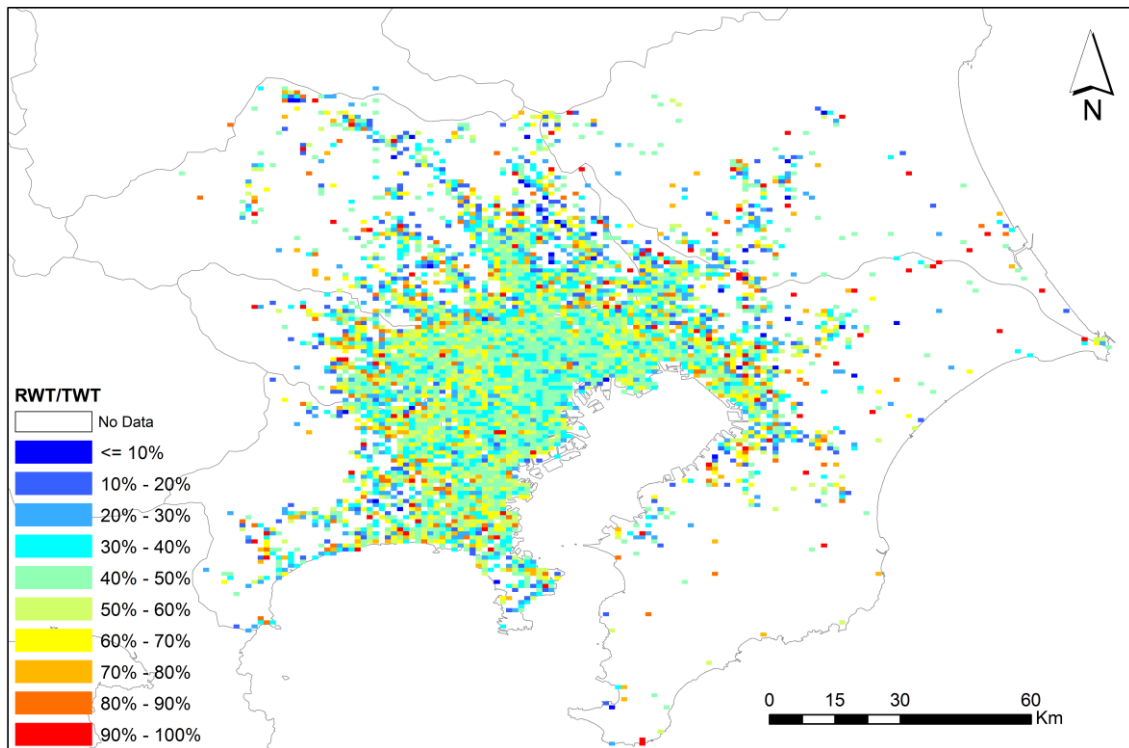 N
RWT/TWT
No Data
<= 10%
10% - 20%
20% - 30%
30% - 40%
40% - 50%
50% - 60%
60% - 70%
70% - 80%
80% - 90%
90% - 100%
0 15 30 60
Km